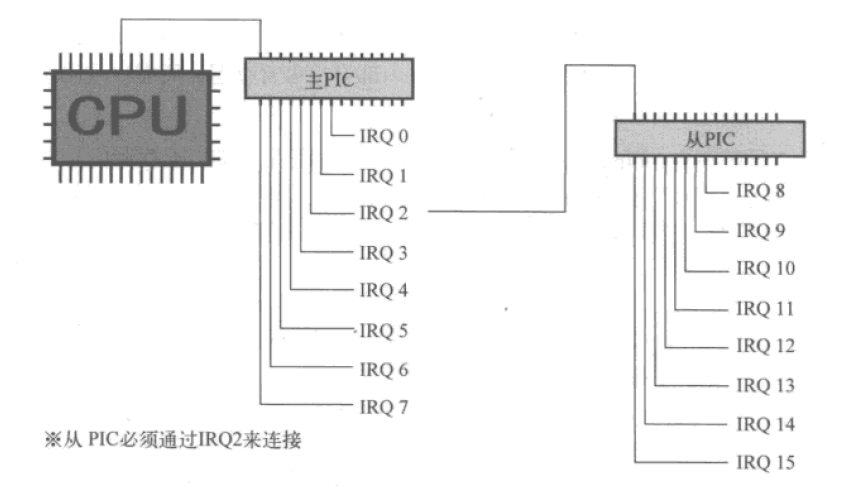 CPU
主PIC
IRQ 0
IRQ 1
IRQ 2
IRQ 3
IRQ 4
IRQ 5
IRQ 6
IRQ 7
从PIC
IRQ 8
IRQ 9
IRQ 10
IRQ 11
IRQ 12
IRQ 13
IRQ 14
IRQ 15
※从 PIC必须通过IRQ2来连接